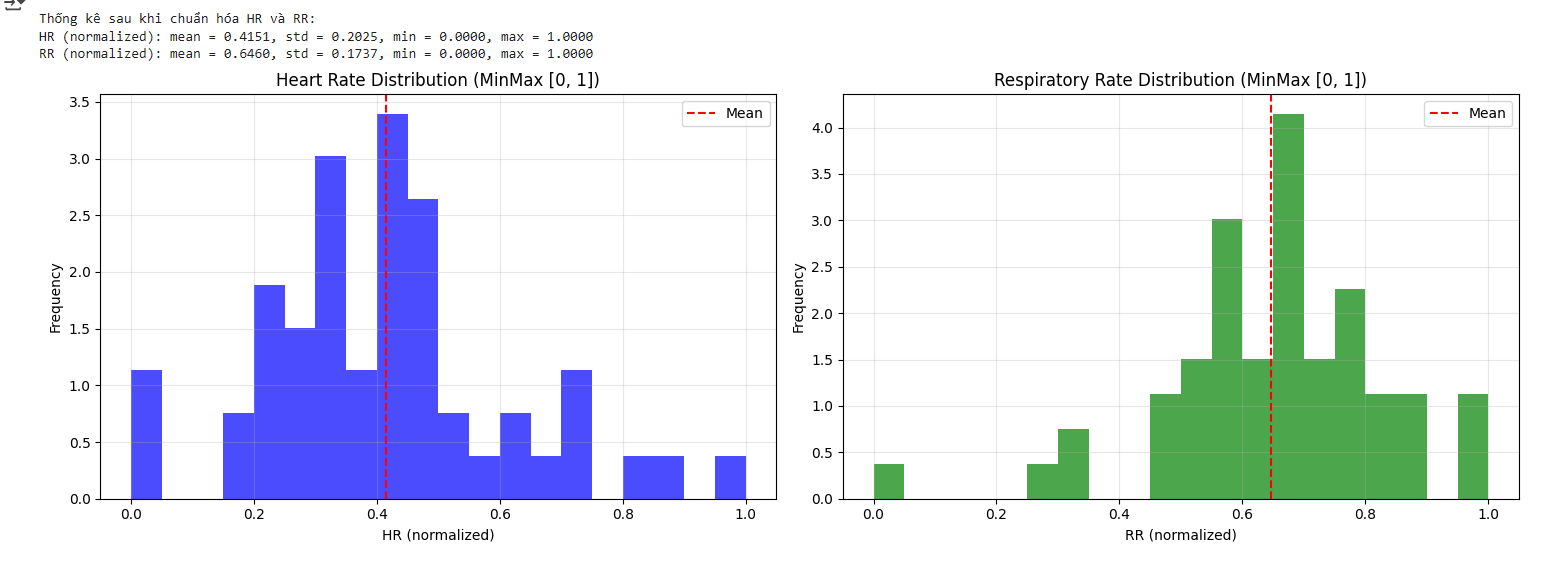 Thống kê sau khi chuẩn hóa HR và RR:
HR (normalized): mean = 0.4151, std = 0.2025, min = 0.0000, max = 1.0000
RR (normalized): mean = 0.6460, std = 0.1737, min = 0.0000, max = 1.0000
Heart Rate Distribution (MinMax [0, 1])
Mean
3.5
3.0
2.5
2.0
1.5
1.0
0.5
0.0
Frequency
0.0 0.2 0.4 0.6 0.8 1.0
HR (normalized)
Respiratory Rate Distribution (MinMax [0, 1])
Mean
4.0
3.5
3.0
2.5
2.0
1.5
1.0
0.5
0.0
Frequency
0.0 0.2 0.4 0.6 0.8 1.0
RR (normalized)